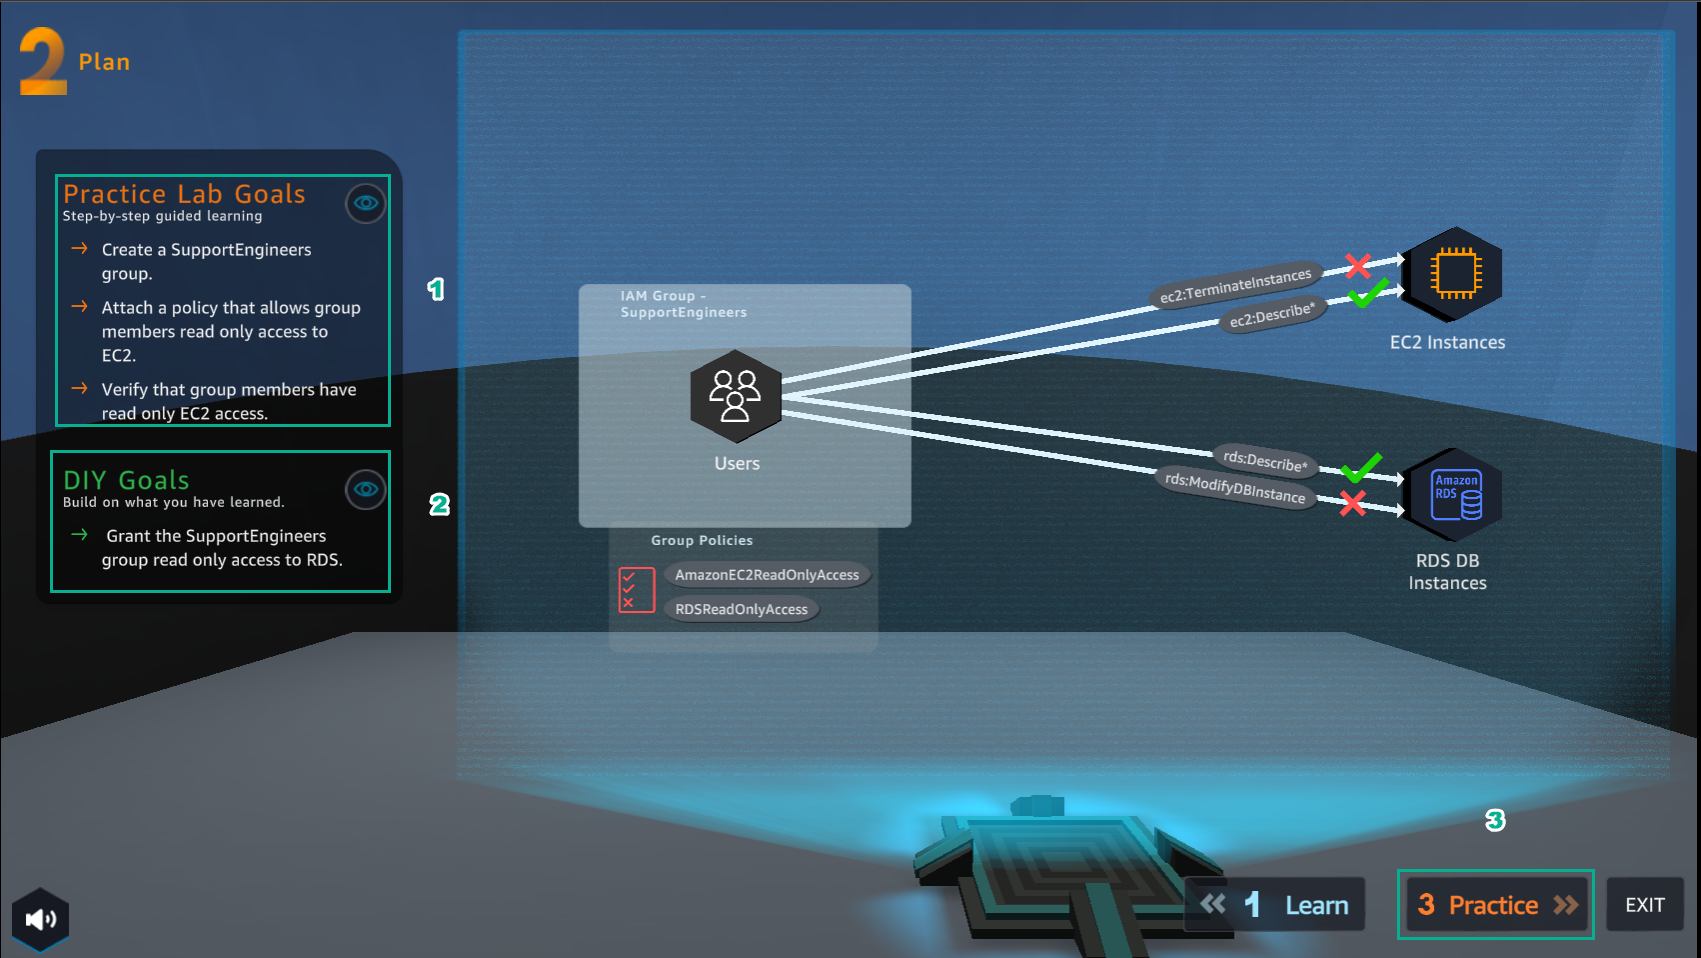 2 Plan
Practice Lab Goals
Step-by-step guided learning
→ Create a SupportEngineers
group.
→ Attach a policy that allows group
members read only access to
EC2.
→ Verify that group members have
read only EC2 access.
1
DIY Goals
Build on what you have learned.
→ Grant the SupportEngineers
group read only access to RDS.
2
IAM Group -
SupportEngineers
Users
Group Policies
AmazonEC2ReadOnlyAccess
RDSReadOnlyAccess
ec2:TerminateInstances
ec2:Describe*
EC2 Instances
rds:Describe*
rds:ModifyDBInstance
Amazon
RDS
RDS DB
Instances
3
1 Learn
3 Practice
EXIT